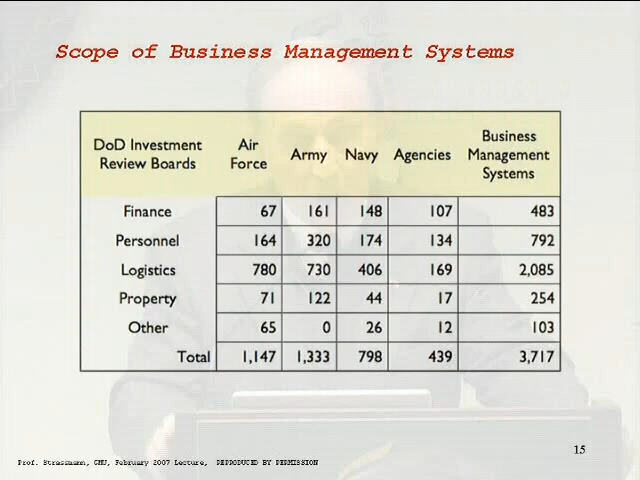 Scope of Business Management Systems
DoD Investment Review Boards Air Force Army Navy Agencies Business Management Systems
Finance 67 161 148 107 483
Personnel 164 320 174 134 792
Logistics 780 730 406 169 2,085
Property 71 122 44 17 254
Other 65 0 26 12 103
Total 1,147 1,333 798 439 3,717
15
Prof. Strassmann, GMU, February 2007 Lecture, REPRODUCED BY PERMISSION